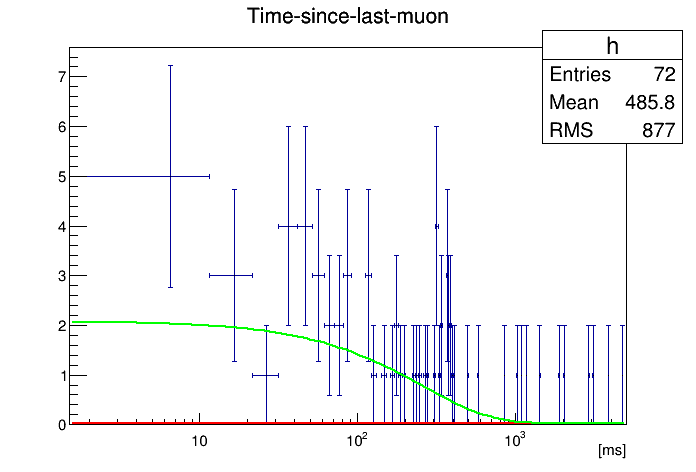 Time-since-last-muon
h
Entries 72
Mean 485.8
RMS 877
7
6
5
4
3
2
1
0
10
10²
10³
[ms]